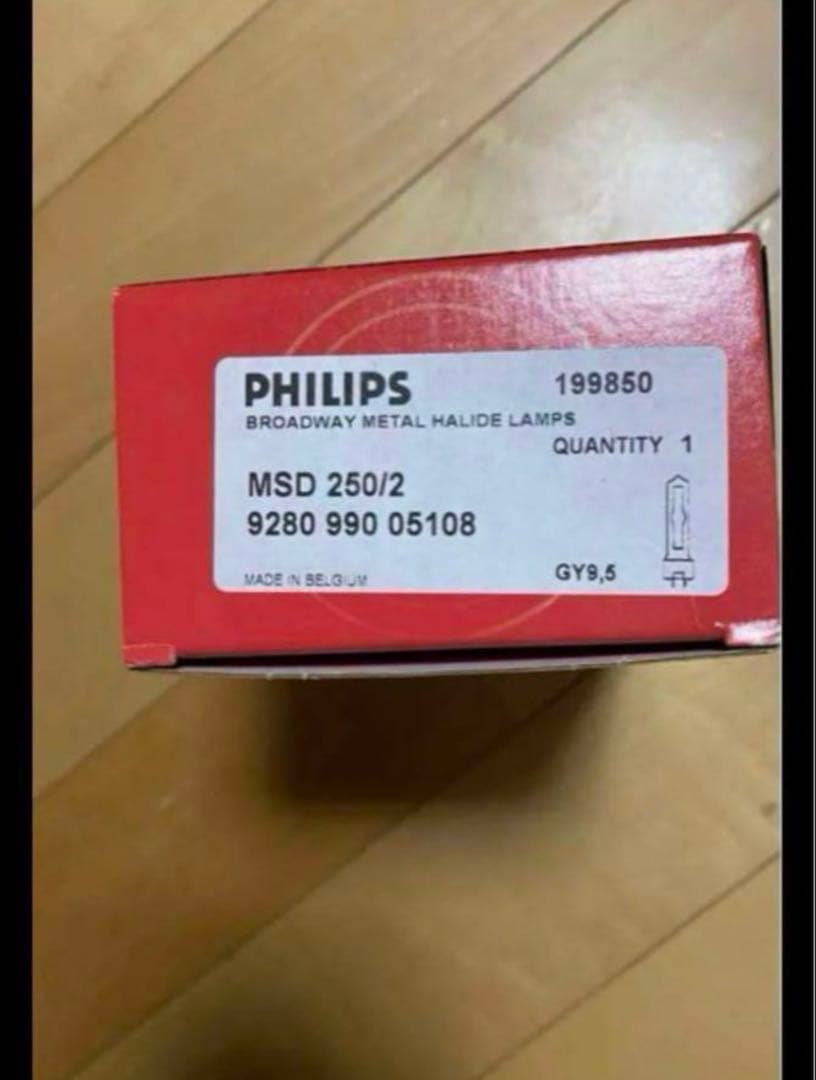 PHILIPS 199850
BROADWAY METAL HALIDE LAMPS
QUANTITY 1
MSD 250/2
9280 990 05108
MADE IN BELGIUM GY9,5